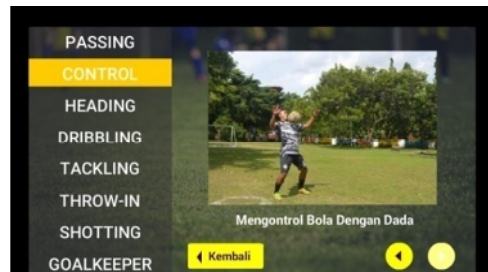 PASSING
CONTROL
HEADING
DRIBBLING
TACKLING
THROW-IN
SHOTTING
GOALKEEPER
Mengontrol Bola Dengan Dada
Kembali